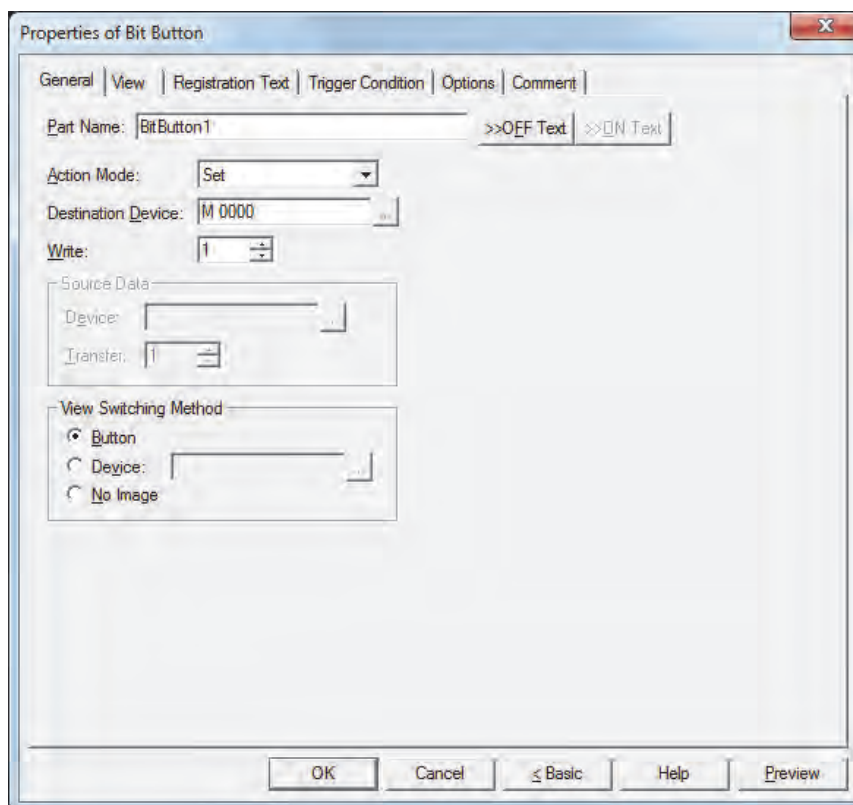 Properties of Bit Button
General View Registration Text Trigger Condition Options Comment
Part Name: BitButton1 >>OFF Text >>ON Text
Action Mode: Set
Destination Device: M 0000 ...
Write: 1
Source Data
Device: ...
Transfer: 1
View Switching Method
Button
Device: ...
No Image
OK Cancel < Basic Help Preview